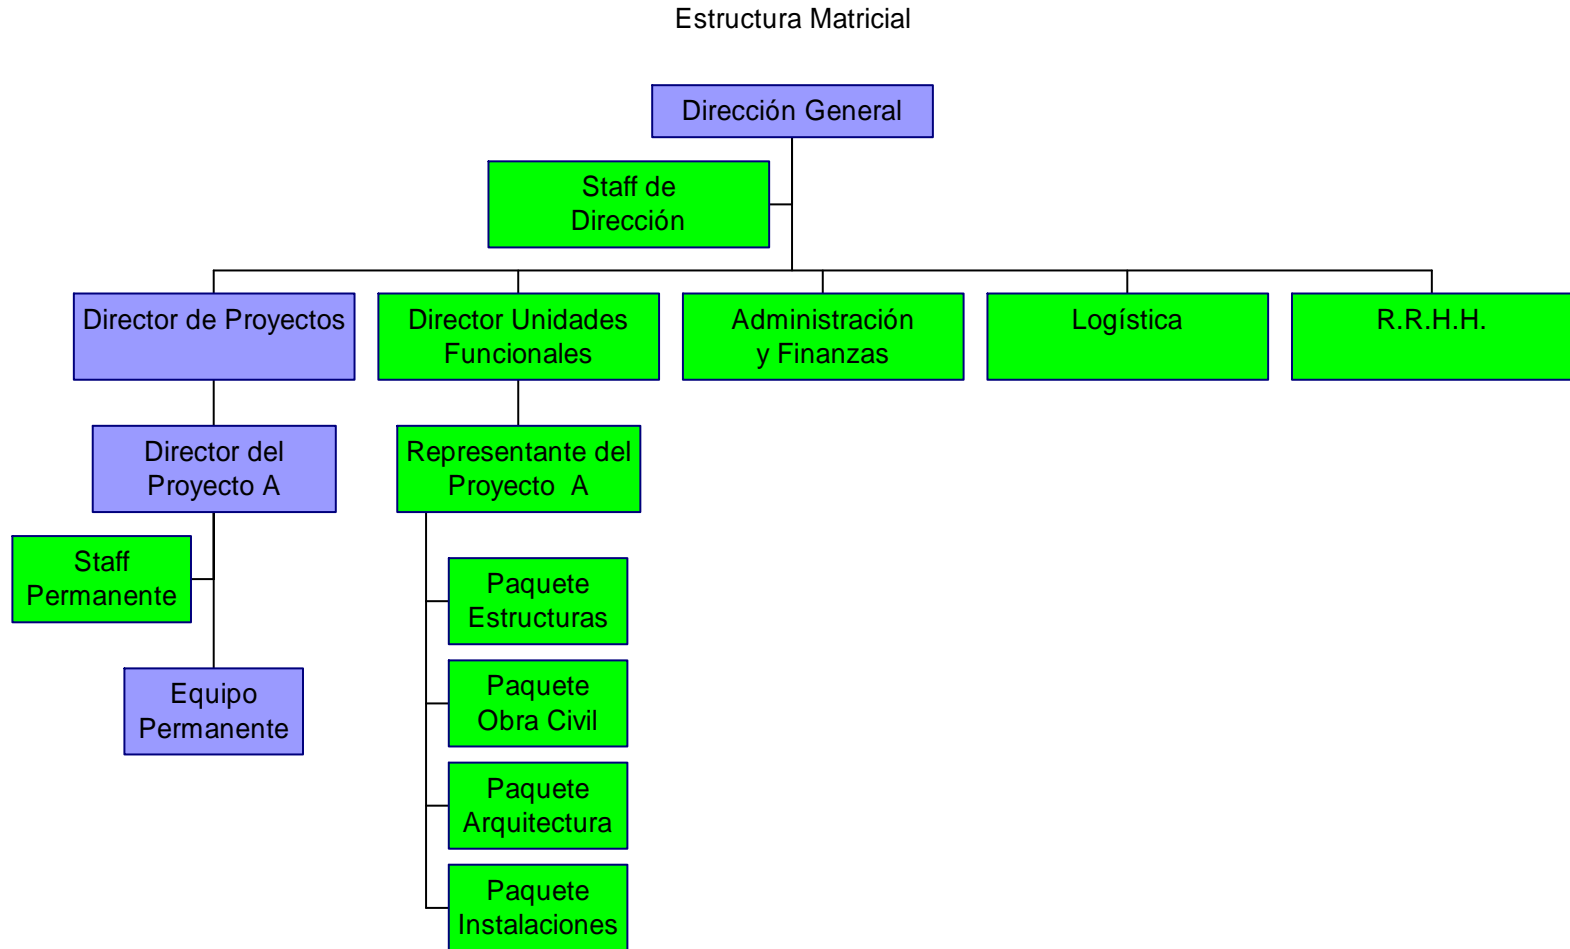 Estructura Matricial
Dirección General
Staff de
Dirección
Director de Proyectos
Director Unidades
Funcionales
Administración
y Finanzas
Logística
R.R.H.H.
Director del
Proyecto A
Representante del
Proyecto A
Staff
Permanente
Equipo
Permanente
Paquete
Estructuras
Paquete
Obra Civil
Paquete
Arquitectura
Paquete
Instalaciones